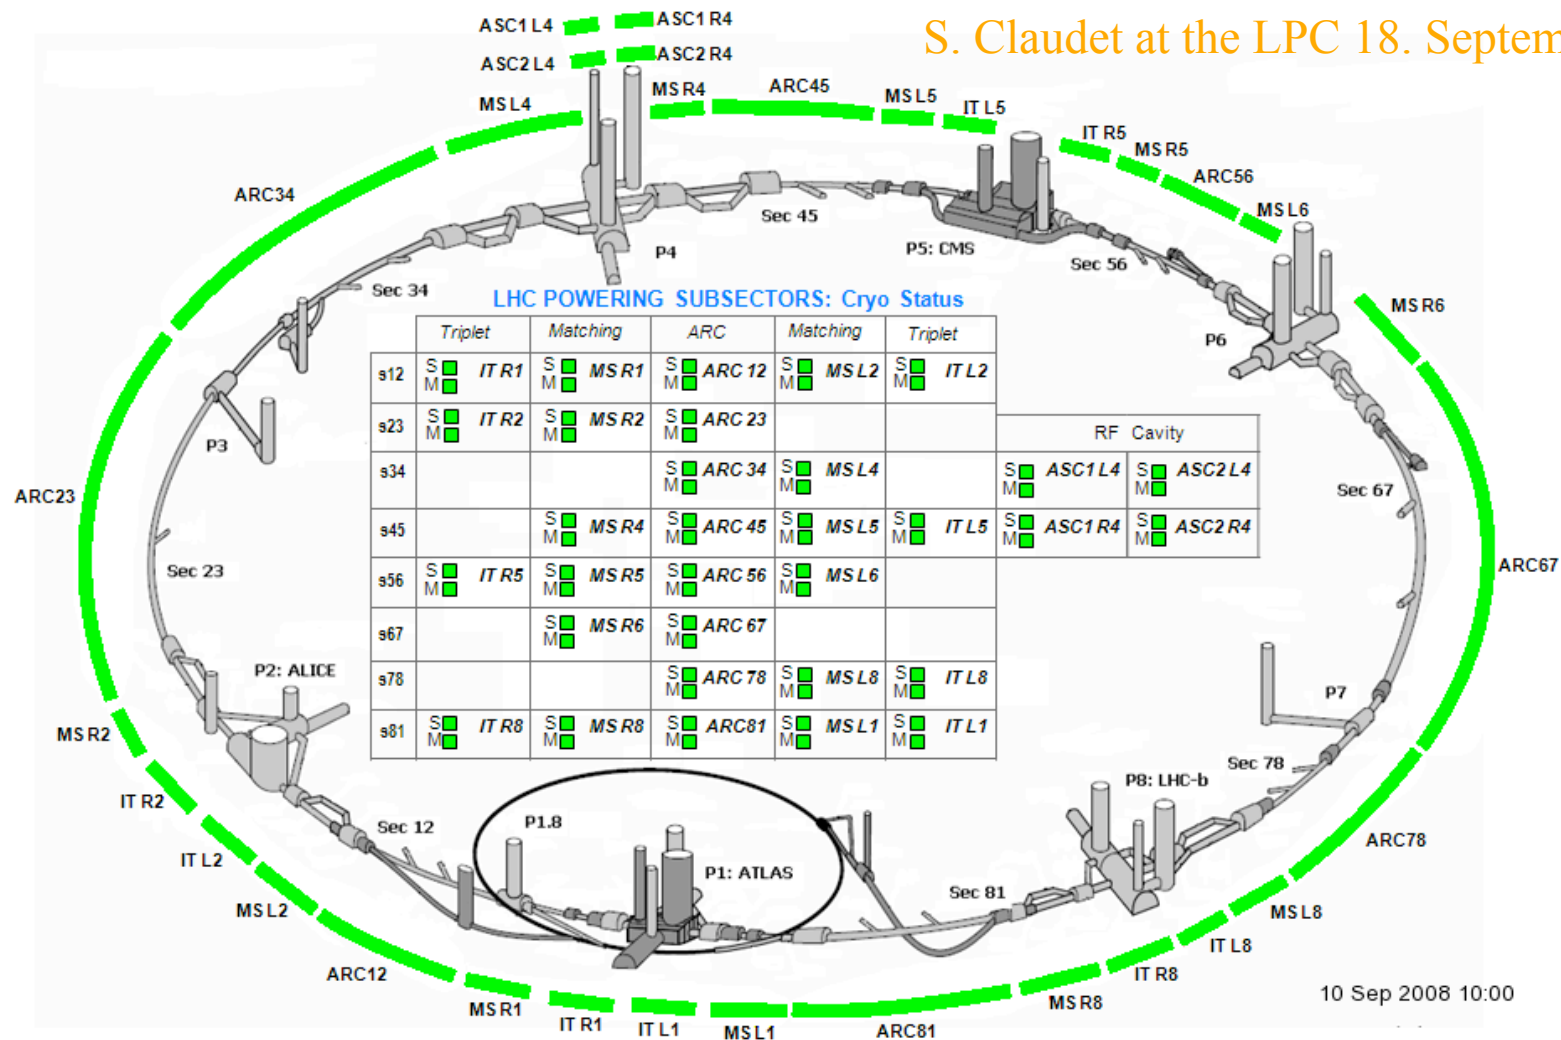 ASC1 L4 ASC1 R4
S. Claudet at the LPC 18. Septem
ASC2 L4 ASC2 R4
MS L4 MS R4 ARC45 MS L5 IT L5
IT R5
MS R5
ARC56
MS L6
ARC34
Sec 45
P4
P5: CMS
Sec 56
Sec 34
MS R6
P6
LHC POWERING SUBSECTORS: Cryo Status
Triplet Matching ARC Matching Triplet
s12 S M IT R1 S M MS R1 S M ARC 12 S M MS L2 S M IT L2
s23 S M IT R2 S M MS R2 S M ARC 23
RF Cavity
s34 S M ARC 34 S M MS L4 S M ASC1 L4 S M ASC2 L4
s45 S M MS R4 S M ARC 45 S M MS L5 S M IT L5 S M ASC1 R4 S M ASC2 R4
s56 S M IT R5 S M MS R5 S M ARC 56 S M MS L6
s67 S M MS R6 S M ARC 67
s78 S M ARC 78 S M MS L8 S M IT L8
s81 S M IT R8 S M MS R8 S M ARC81 S M MS L1 S M IT L1
P3
ARC23
Sec 67
Sec 23
ARC67
P2: ALICE
P7
MS R2
Sec 78
P8: LHC-b
IT R2
Sec 12
P1.8
ARC78
IT L2
P1: ATLAS
Sec 81
MS L2
MS L8
IT L8
ARC12
IT R8
10 Sep 2008 10:00
MS R1
MS R8
IT R1
IT L1
MS L1
ARC81